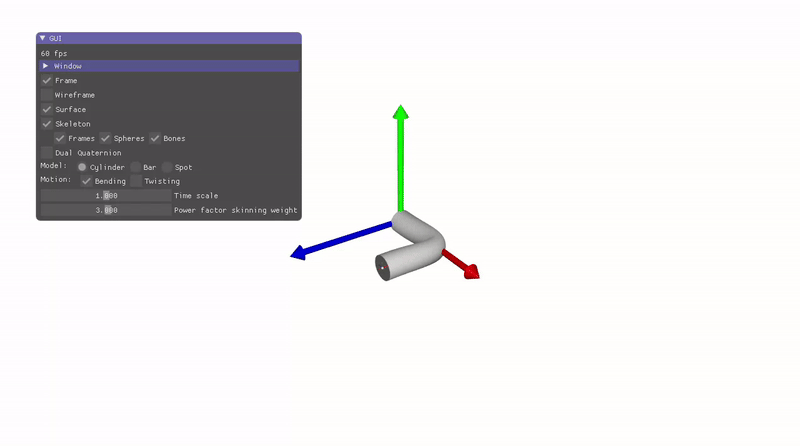 GUI
60 fps
Window
Frame
Wireframe
Surface
Skeleton
Frames Spheres Bones
Dual Quaternion
Model: Cylinder Bar Spot
Motion: Bending Twisting
1.000 Time scale
3.000 Power factor skinning weight